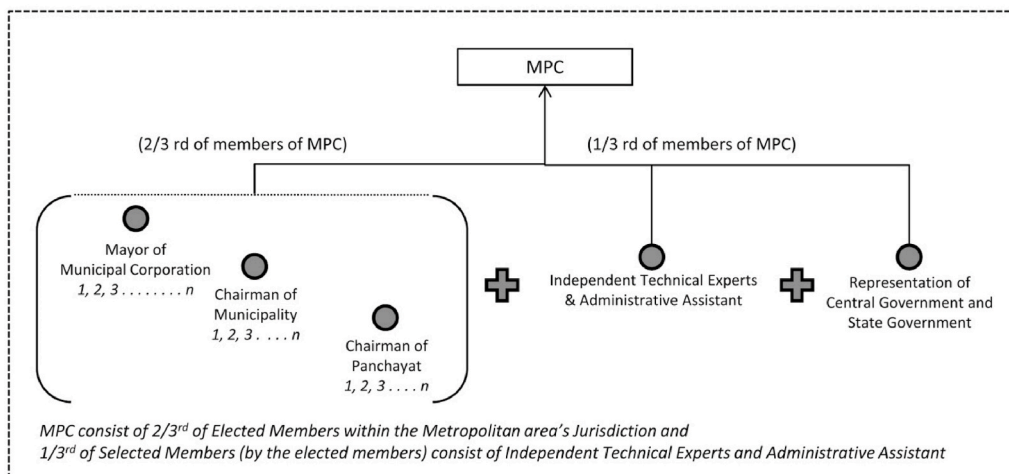 MPC
(2/3 rd of members of MPC)
(1/3 rd of members of MPC)
Mayor of
Municipal Corporation
1, 2, 3 . . . . . . . . n
Chairman of
Municipality
1, 2, 3 . . . . n
Chairman of
Panchayat
1, 2, 3 . . . . n
Independent Technical Experts
& Administrative Assistant
Representation of
Central Government and
State Government
MPC consist of 2/3rd of Elected Members within the Metropolitan area's Jurisdiction and
1/3rd of Selected Members (by the elected members) consist of Independent Technical Experts and Administrative Assistant